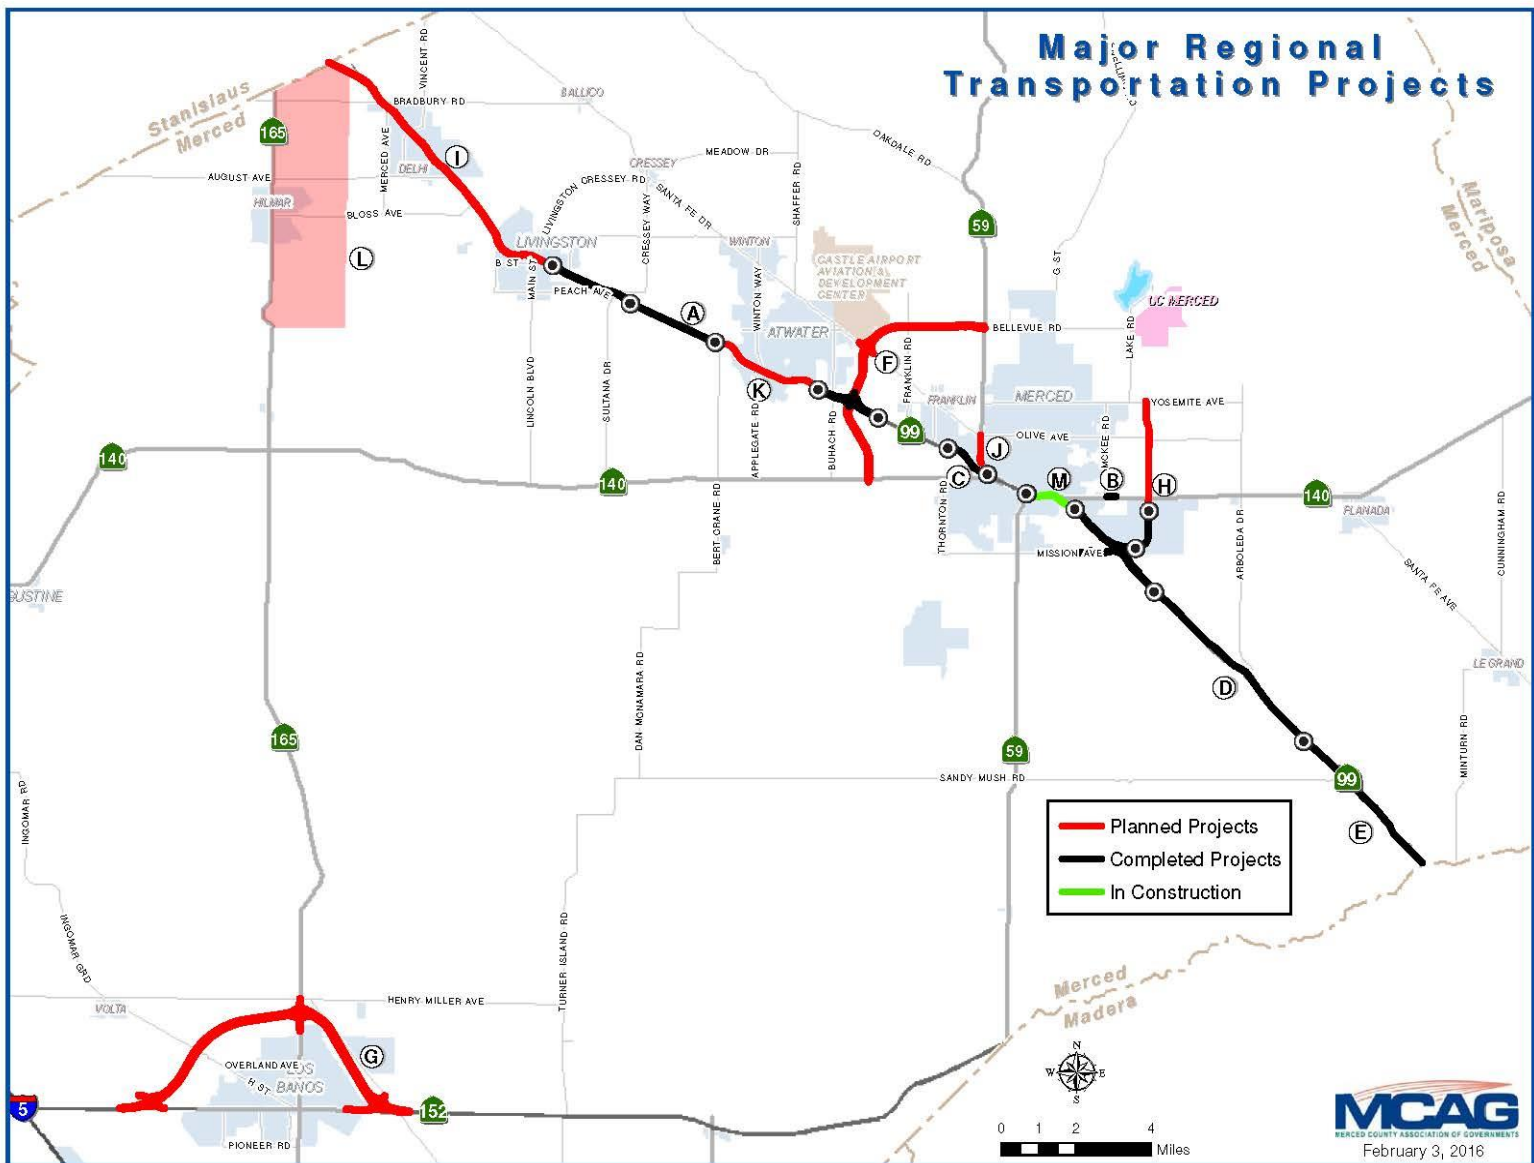 Major Regional
Transportation Projects
Stanislaus
Merced
Mariposa
Merced
VINCENT RD
BALLICO
BRADBURY RD
165
MERCED AVE
I
DELHI
AUGUST AVE
HILMAR
BLOSS AVE
L
CRESSEY
MEADOW DR
OAKDALE RD
LIVINGSTON CRESSEY RD
SANTA FE DR
SHAFFER RD
CRESSEY WAY
59
LIVINGSTON
WINTON
B ST
MAIN ST
PEACH AVE
CASTLE AIRPORT
AVIATION &
DEVELOPMENT
CENTER
G ST
UC MERCED
A
WINTON WAY
ATWATER
BELLEVUE RD
LAKE RD
F
FRANKLIN RD
LINCOLN BLVD
SULTANA DR
K
APPLEGATE RD
BUHACH RD
FRANKLIN
MERCED
YOSEMITE AVE
99
OLIVE AVE
MCKEE RD
J
140
140
C
M
B
H
140
PLANADA
THORNTON RD
BERT CRANE RD
MISSION AVE
ARBOLEDA DR
CUNNINGHAM RD
SANTA FE AVE
GUSTINE
LE GRAND
DAN MCNAMARA RD
D
165
59
MINTURN RD
SANDY MUSH RD
99
INGOMAR RD
E
Planned Projects
Completed Projects
In Construction
INGOMAR GRD
TURNER ISLAND RD
Merced
Madera
VOLTA
HENRY MILLER AVE
G
OVERLAND AVE
LOS
BANOS
H ST
5
152
PIONEER RD
N
W E
S
0 1 2 4
Miles
MCAG
MERCED COUNTY ASSOCIATION OF GOVERNMENTS
February 3, 2016